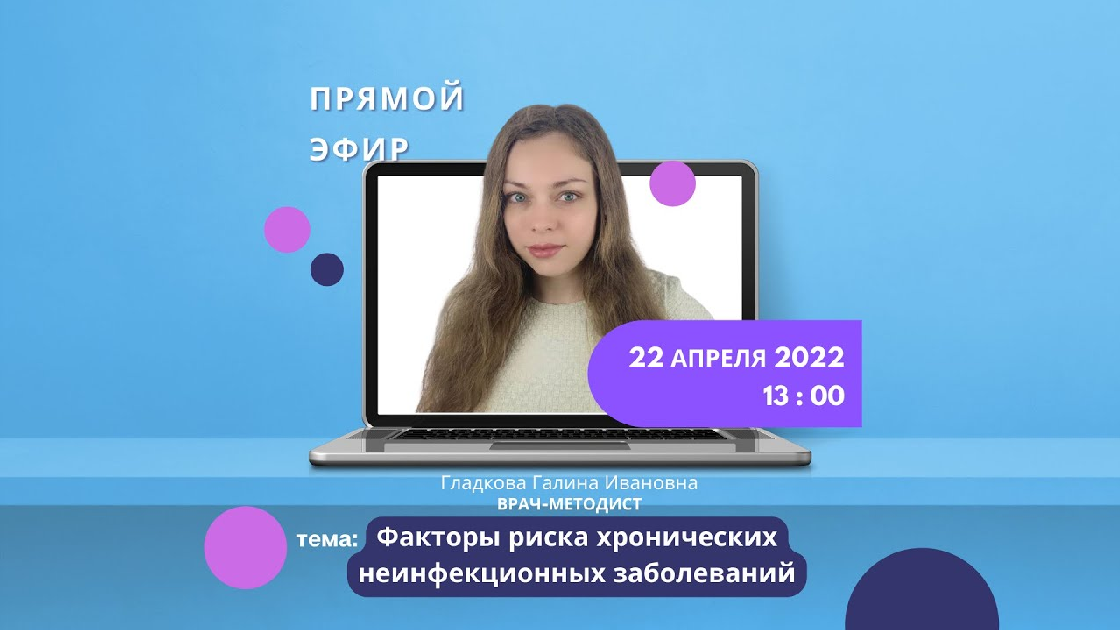 ПРЯМОЙ
ЭФИР
22 АПРЕЛЯ 2022
13 : 00
Гладкова Галина Ивановна
ВРАЧ-МЕТОДИСТ
тема: Факторы риска хронических
неинфекционных заболеваний